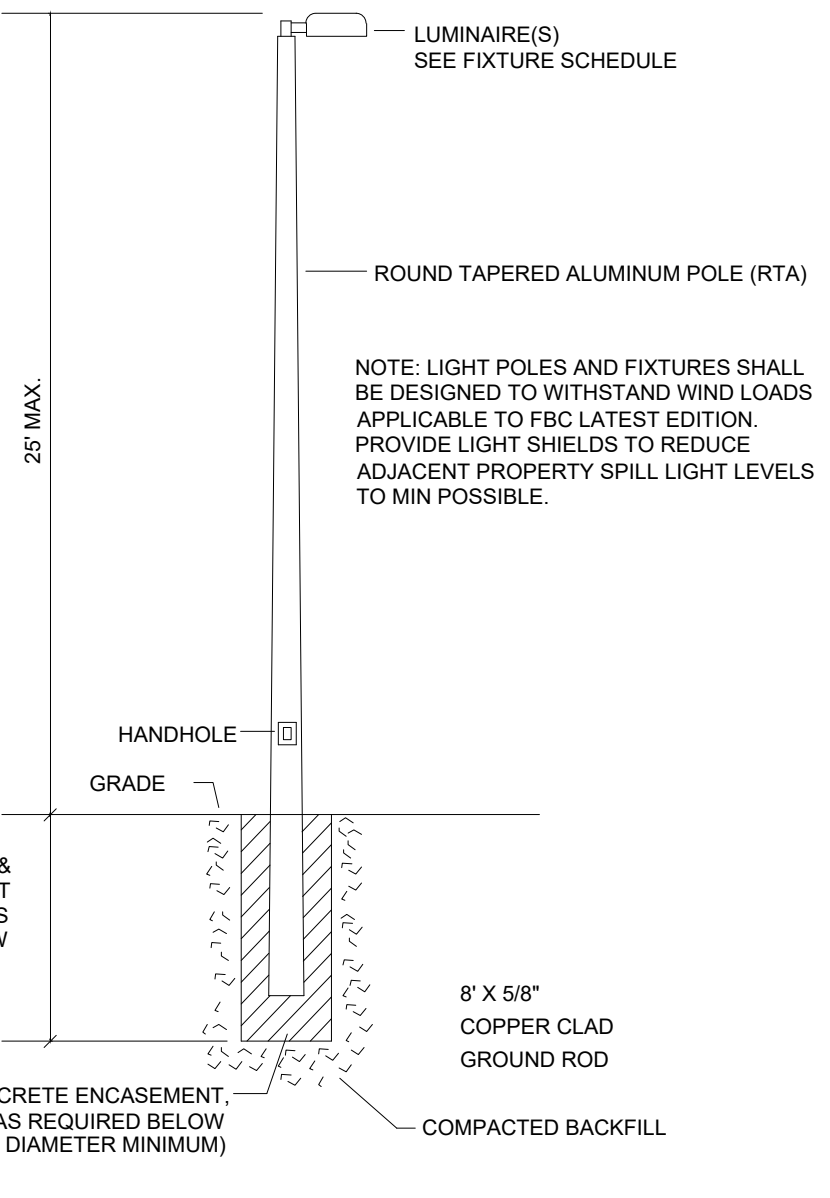 LUMINAIRE(S)
SEE FIXTURE SCHEDULE
ROUND TAPERED ALUMINUM POLE (RTA)
NOTE: LIGHT POLES AND FIXTURES SHALL
BE DESIGNED TO WITHSTAND WIND LOADS
APPLICABLE TO FBC LATEST EDITION.
PROVIDE LIGHT SHIELDS TO REDUCE
ADJACENT PROPERTY SPILL LIGHT LEVELS
TO MIN POSSIBLE.
25' MAX.
HANDHOLE
GRADE
&
T
S
8' X 5/8"
COPPER CLAD
GROUND ROD
CRETE ENCASEMENT,
AS REQUIRED BELOW
DIAMETER MINIMUM)
COMPACTED BACKFILL